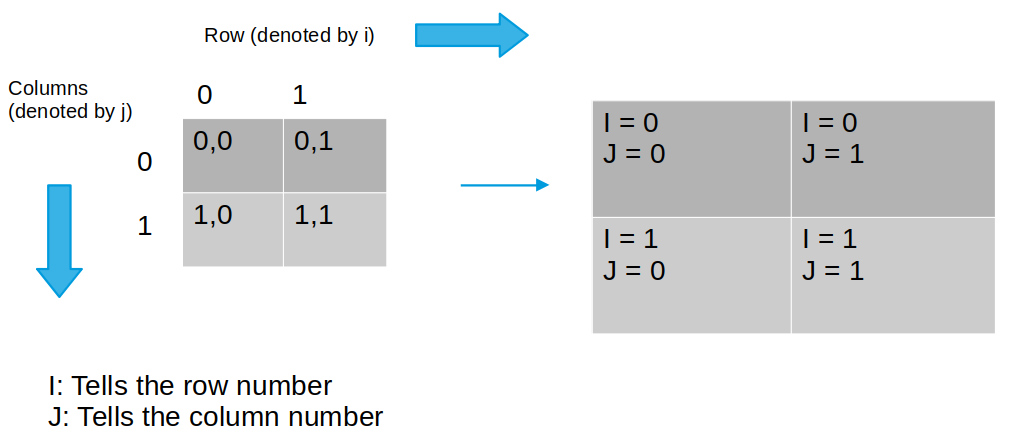 Row (denoted by i)
Columns
(denoted by j)
0 1
0
0,0 0,1
1
1,0 1,1
I = 0
J = 0
I = 0
J = 1
I = 1
J = 0
I = 1
J = 1
I: Tells the row number
J: Tells the column number